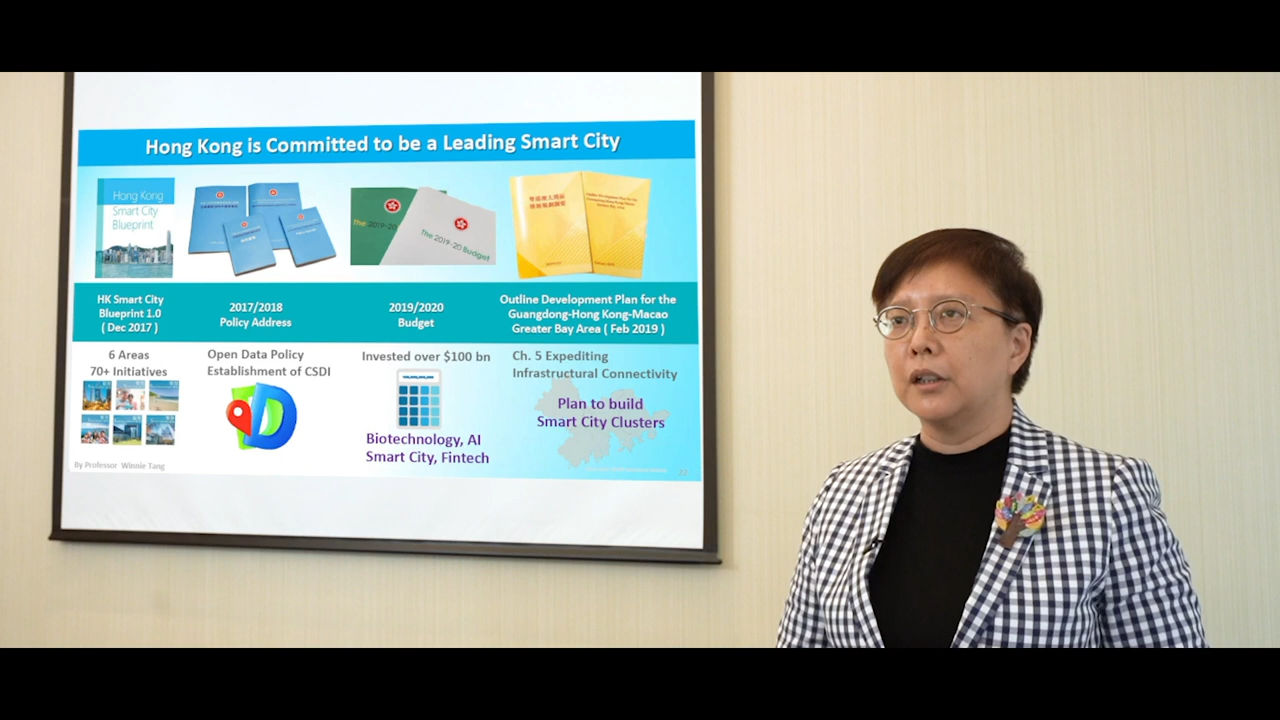 Hong Kong is Committed to be a Leading Smart City
Hong Kong
Smart City
Blueprint
The 2019-20
The 2019-20 Budget
HK Smart City
Blueprint 1.0
( Dec 2017 )
2017/2018
Policy Address
2019/2020
Budget
Outline Development Plan for the
Guangdong-Hong Kong-Macao
Greater Bay Area ( Feb 2019 )
6 Areas
70+ Initiatives
Open Data Policy
Establishment of CSDI
Invested over $100 bn
Biotechnology, AI
Smart City, Fintech
Ch. 5 Expediting
Infrastructural Connectivity
Plan to build
Smart City Clusters
By Professor Winnie Tang
22